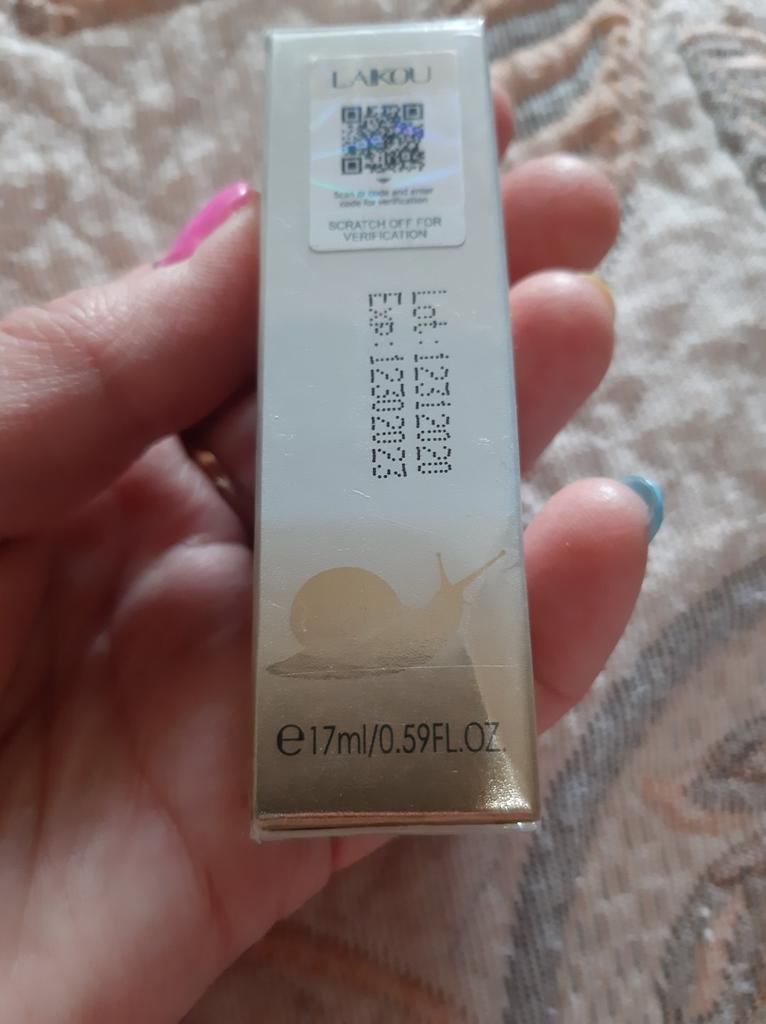 LAIKOU
Scan qr code and enter
code for verification
SCRATCH OFF FOR
VERIFICATION
Lot: 12312020
Exp: 12302023
e17ml/0.59FL.OZ.